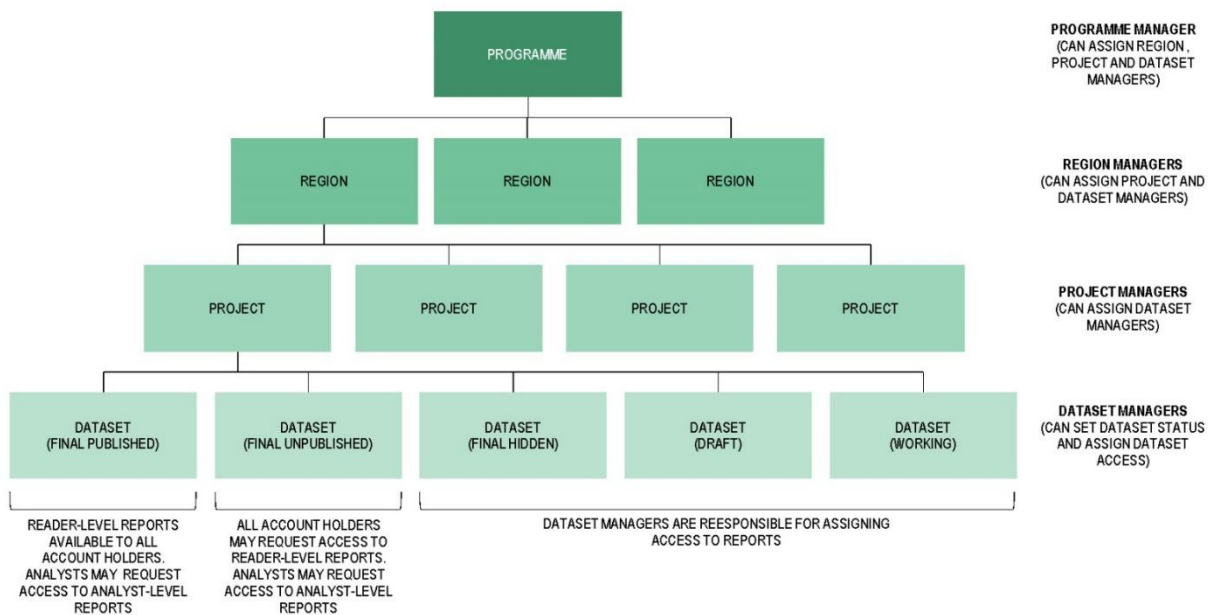 PROGRAMME
PROGRAMME MANAGER
(CAN ASSIGN REGION ,
PROJECT AND DATASET
MANAGERS)
REGION
REGION
REGION
REGION MANAGERS
(CAN ASSIGN PROJECT AND
DATASET MANAGERS)
PROJECT
PROJECT
PROJECT
PROJECT
PROJECT MANAGERS
(CAN ASSIGN DATASET
MANAGERS)
DATASET
(FINAL PUBLISHED)
DATASET
(FINAL UNPUBLISHED)
DATASET
(FINAL HIDDEN)
DATASET
(DRAFT)
DATASET
(WORKING)
DATASET MANAGERS
(CAN SET DATASET STATUS
AND ASSIGN DATASET
ACCESS)
READER-LEVEL REPORTS
AVAILABLE TO ALL
ACCOUNT HOLDERS.
ANALYSTS MAY REQUEST
ACCESS TO ANALYST-LEVEL
REPORTS
ALL ACCOUNT HOLDERS
MAY REQUEST ACCESS TO
READER-LEVEL REPORTS.
ANALYSTS MAY REQUEST
ACCESS TO ANALYST-LEVEL
REPORTS
DATASET MANAGERS ARE REESPONSIBLE FOR ASSIGNING
ACCESS TO REPORTS